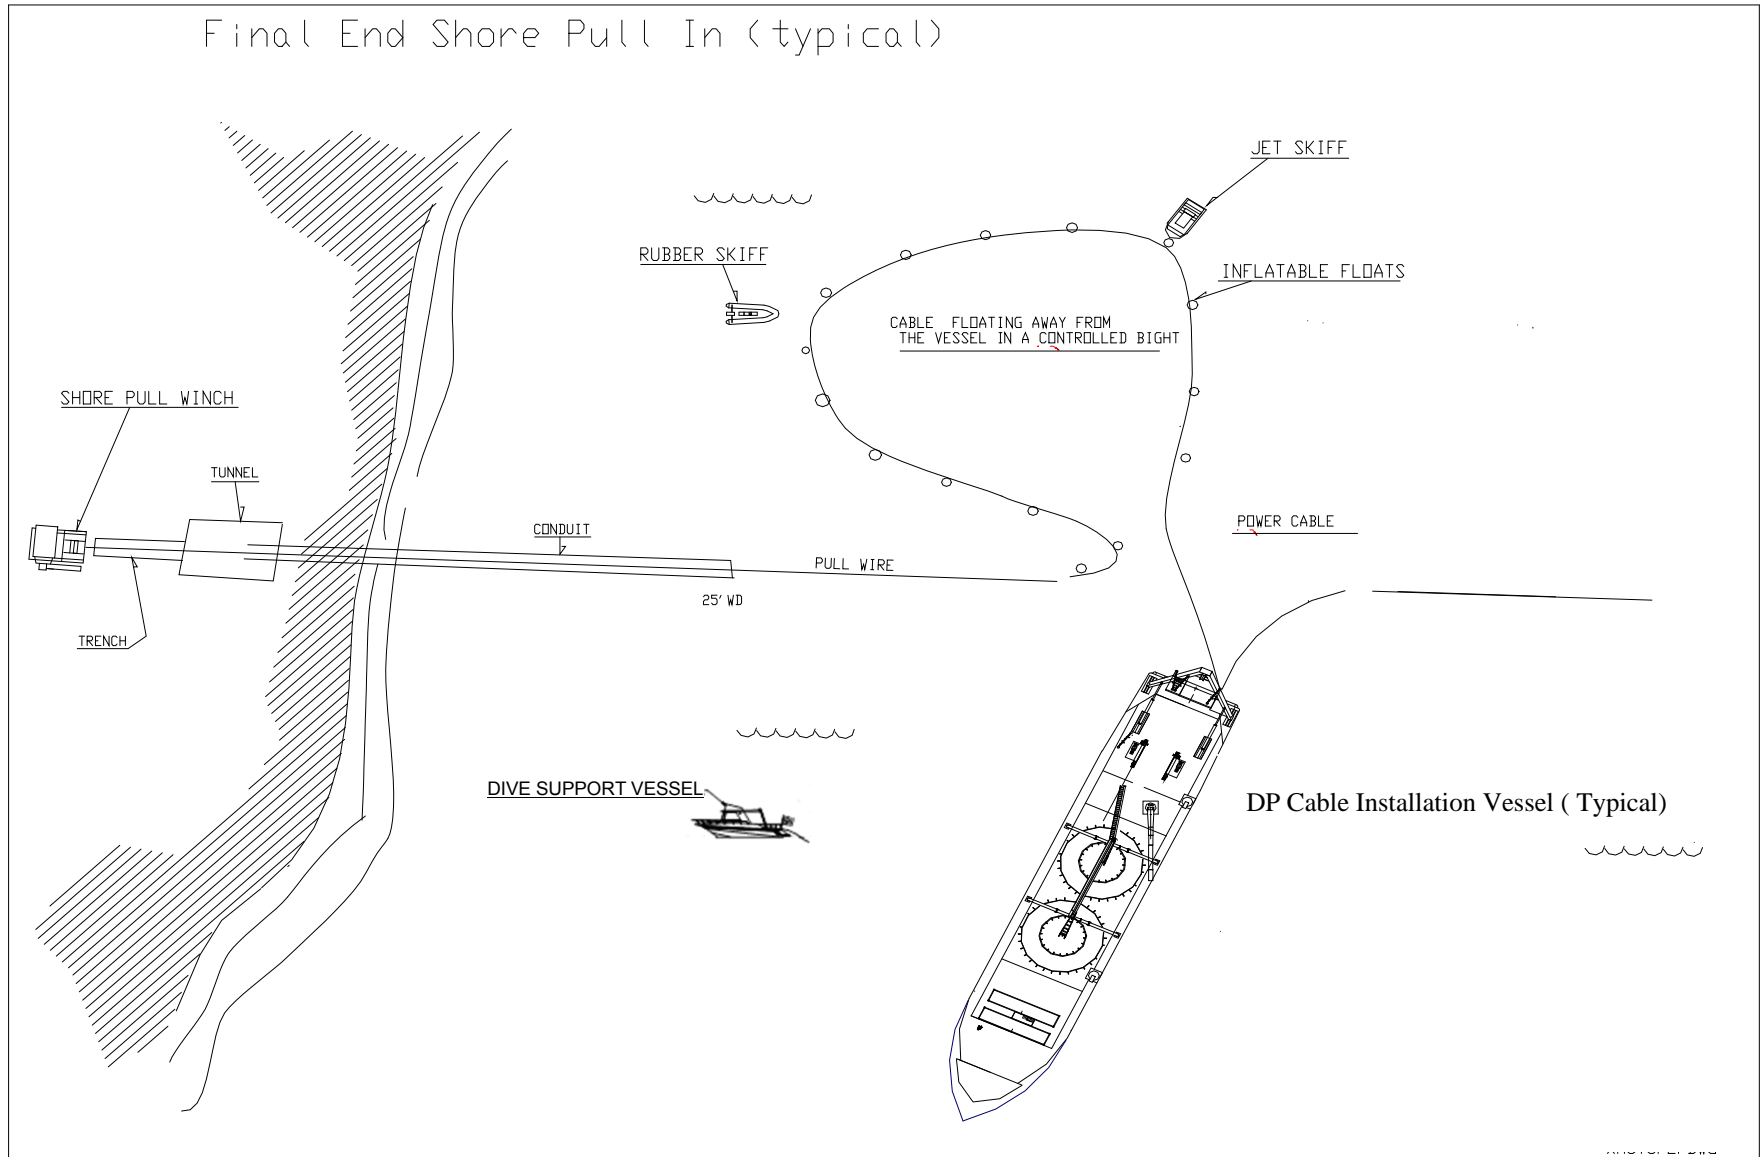 Final End Shore Pull In (typical)
JET SKIFF
RUBBER SKIFF
INFLATABLE FLOATS
CABLE FLOATING AWAY FROM
THE VESSEL IN A CONTROLLED BIGHT
SHORE PULL WINCH
TUNNEL
CONDUIT
POWER CABLE
PULL WIRE
25' WD
TRENCH
DIVE SUPPORT VESSEL
DP Cable Installation Vessel ( Typical)